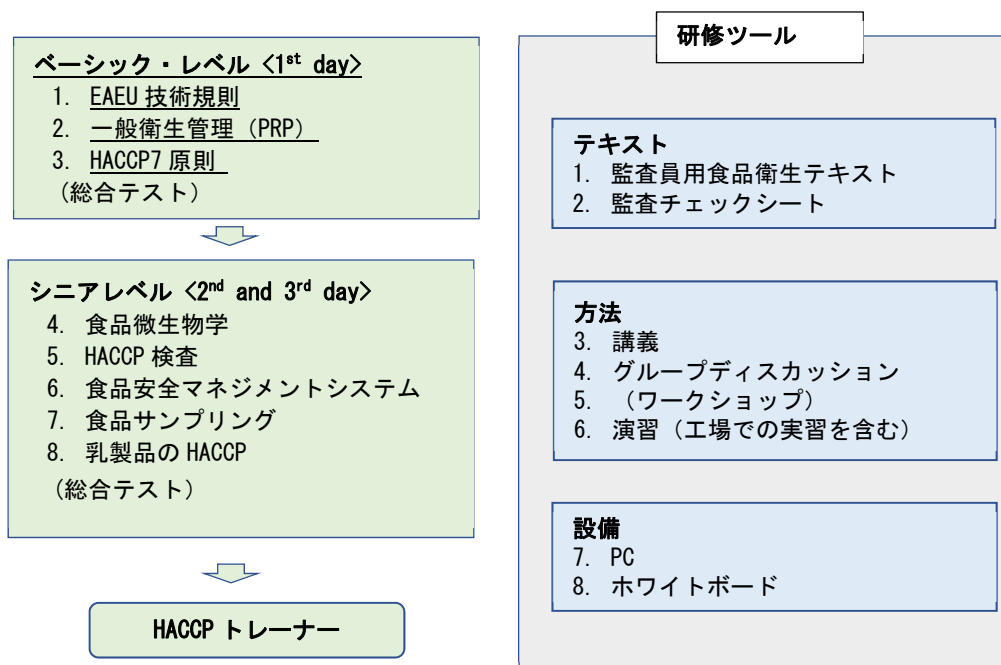 ベーシック・レベル <1st day>
1. EAEU 技術規則
2. 一般衛生管理（PRP）
3. HACCP7 原則
（総合テスト）
シニアレベル <2nd and 3rd day>
4. 食品微生物学
5. HACCP 検査
6. 食品安全マネジメントシステム
7. 食品サンプリング
8. 乳製品の HACCP
（総合テスト）
HACCP トレーナー
研修ツール
テキスト
1. 監査員用食品衛生テキスト
2. 監査チェックシート
方法
3. 講義
4. グループディスカッション
5. （ワークショップ）
6. 演習（工場での実習を含む）
設備
7. PC
8. ホワイトボード